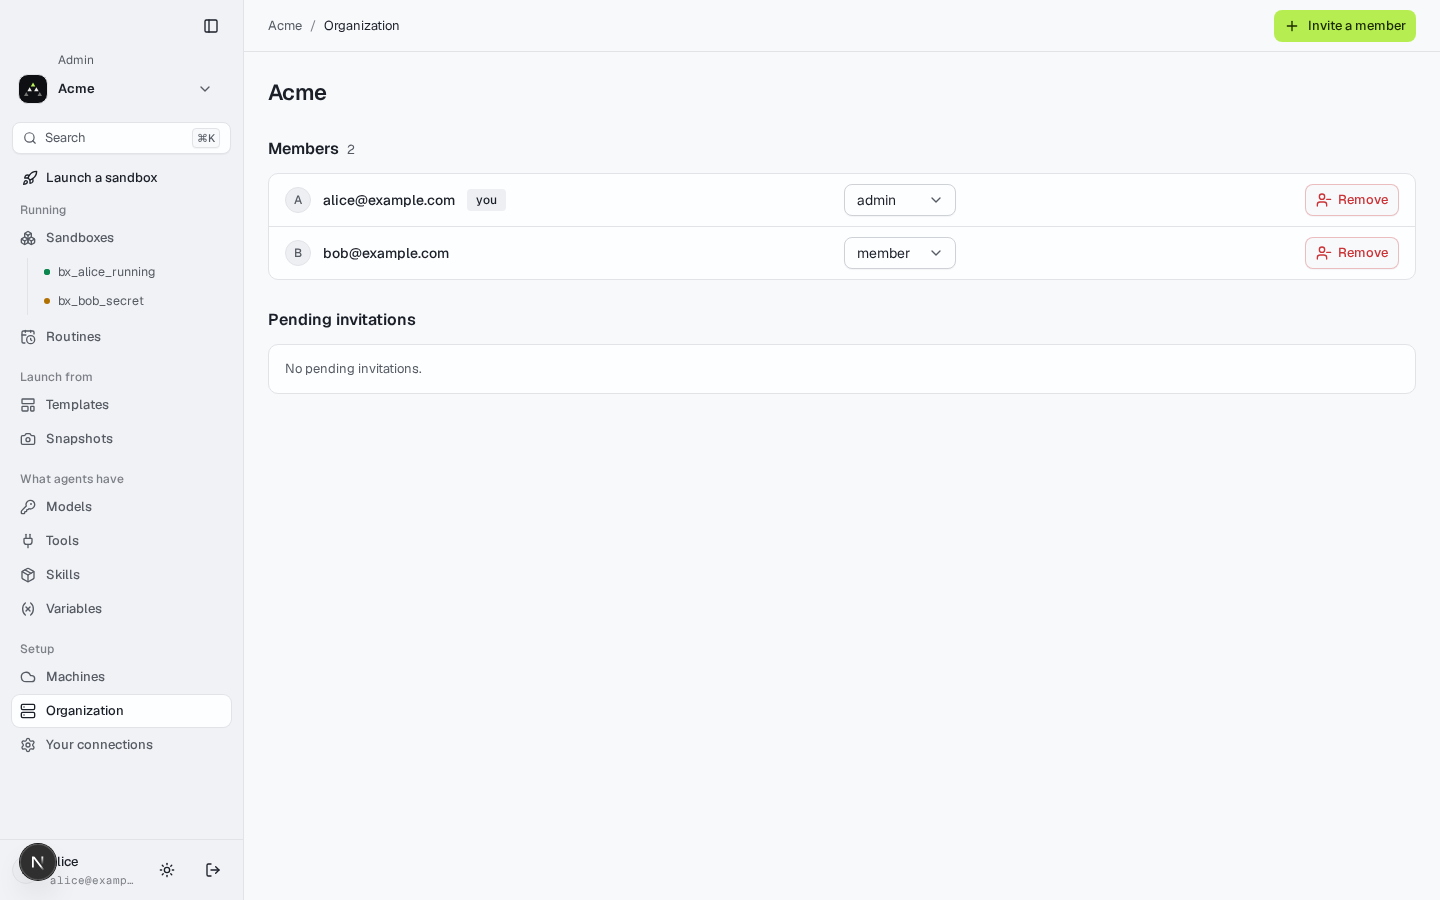 Admin
Acme
Search ⌘K
Launch a sandbox
Running
Sandboxes
bx_alice_running
bx_bob_secret
Routines
Launch from
Templates
Snapshots
What agents have
Models
Tools
Skills
Variables
Setup
Machines
Organization
Your connections
N
lice
alice@examp…
Acme / Organization
Invite a member
Acme
Members 2
A alice@example.com you admin Remove
B bob@example.com member Remove
Pending invitations
No pending invitations.